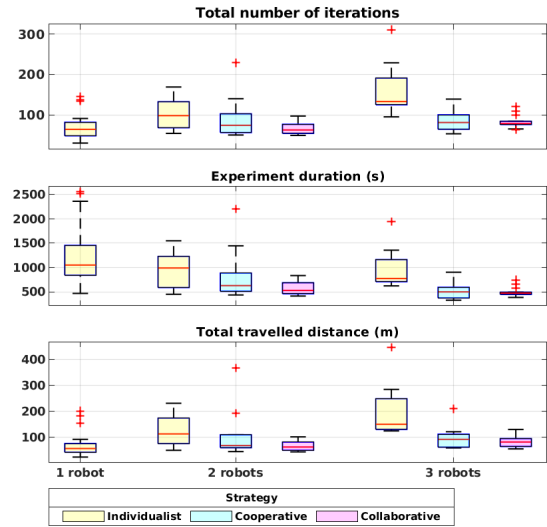 Total number of iterations
300
200
100
Experiment duration (s)
2500
2000
1500
1000
500
Total travelled distance (m)
400
300
200
100
1 robot 2 robots 3 robots
Strategy
Individualist Cooperative Collaborative